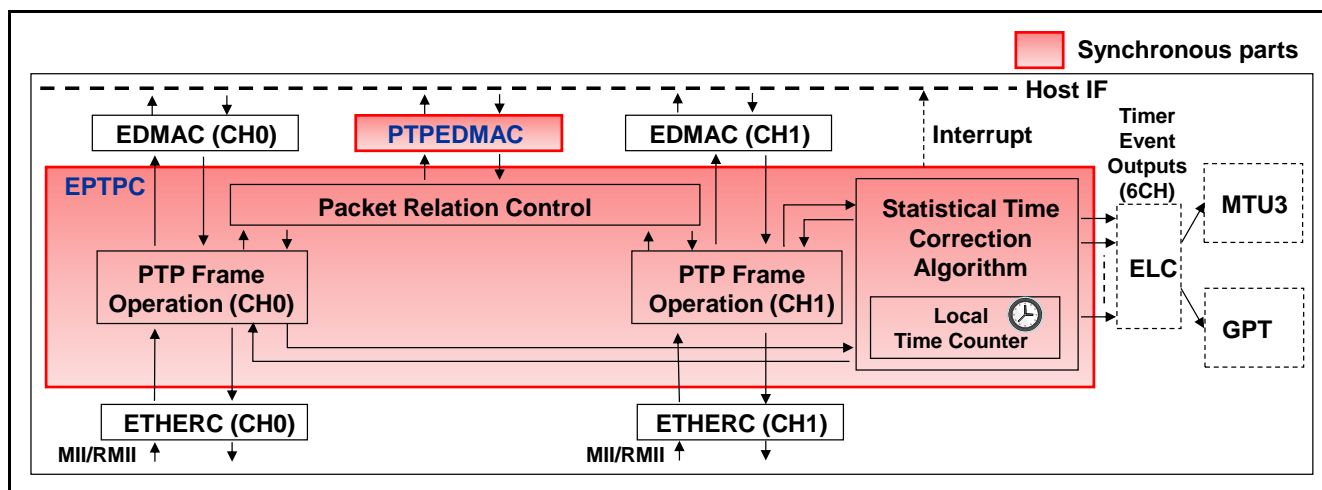 Synchronous parts
Host IF
EDMAC (CH0)
PTPEDMAC
EDMAC (CH1)
Interrupt
Timer
Event
Outputs
(6CH)
EPTPC
Packet Relation Control
Statistical Time
Correction
Algorithm
MTU3
PTP Frame
Operation (CH0)
PTP Frame
Operation (CH1)
ELC
Local
Time Counter
GPT
ETHERC (CH0)
ETHERC (CH1)
MII/RMII
MII/RMII